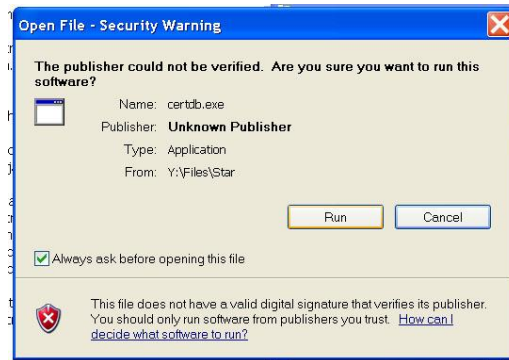 Open File - Security Warning
The publisher could not be verified. Are you sure you want to run this
software?
Name: certdb.exe
Publisher: Unknown Publisher
Type: Application
From: Y:\Files\Star
Run Cancel
Always ask before opening this file
This file does not have a valid digital signature that verifies its publisher.
You should only run software from publishers you trust. How can I
decide what software to run?